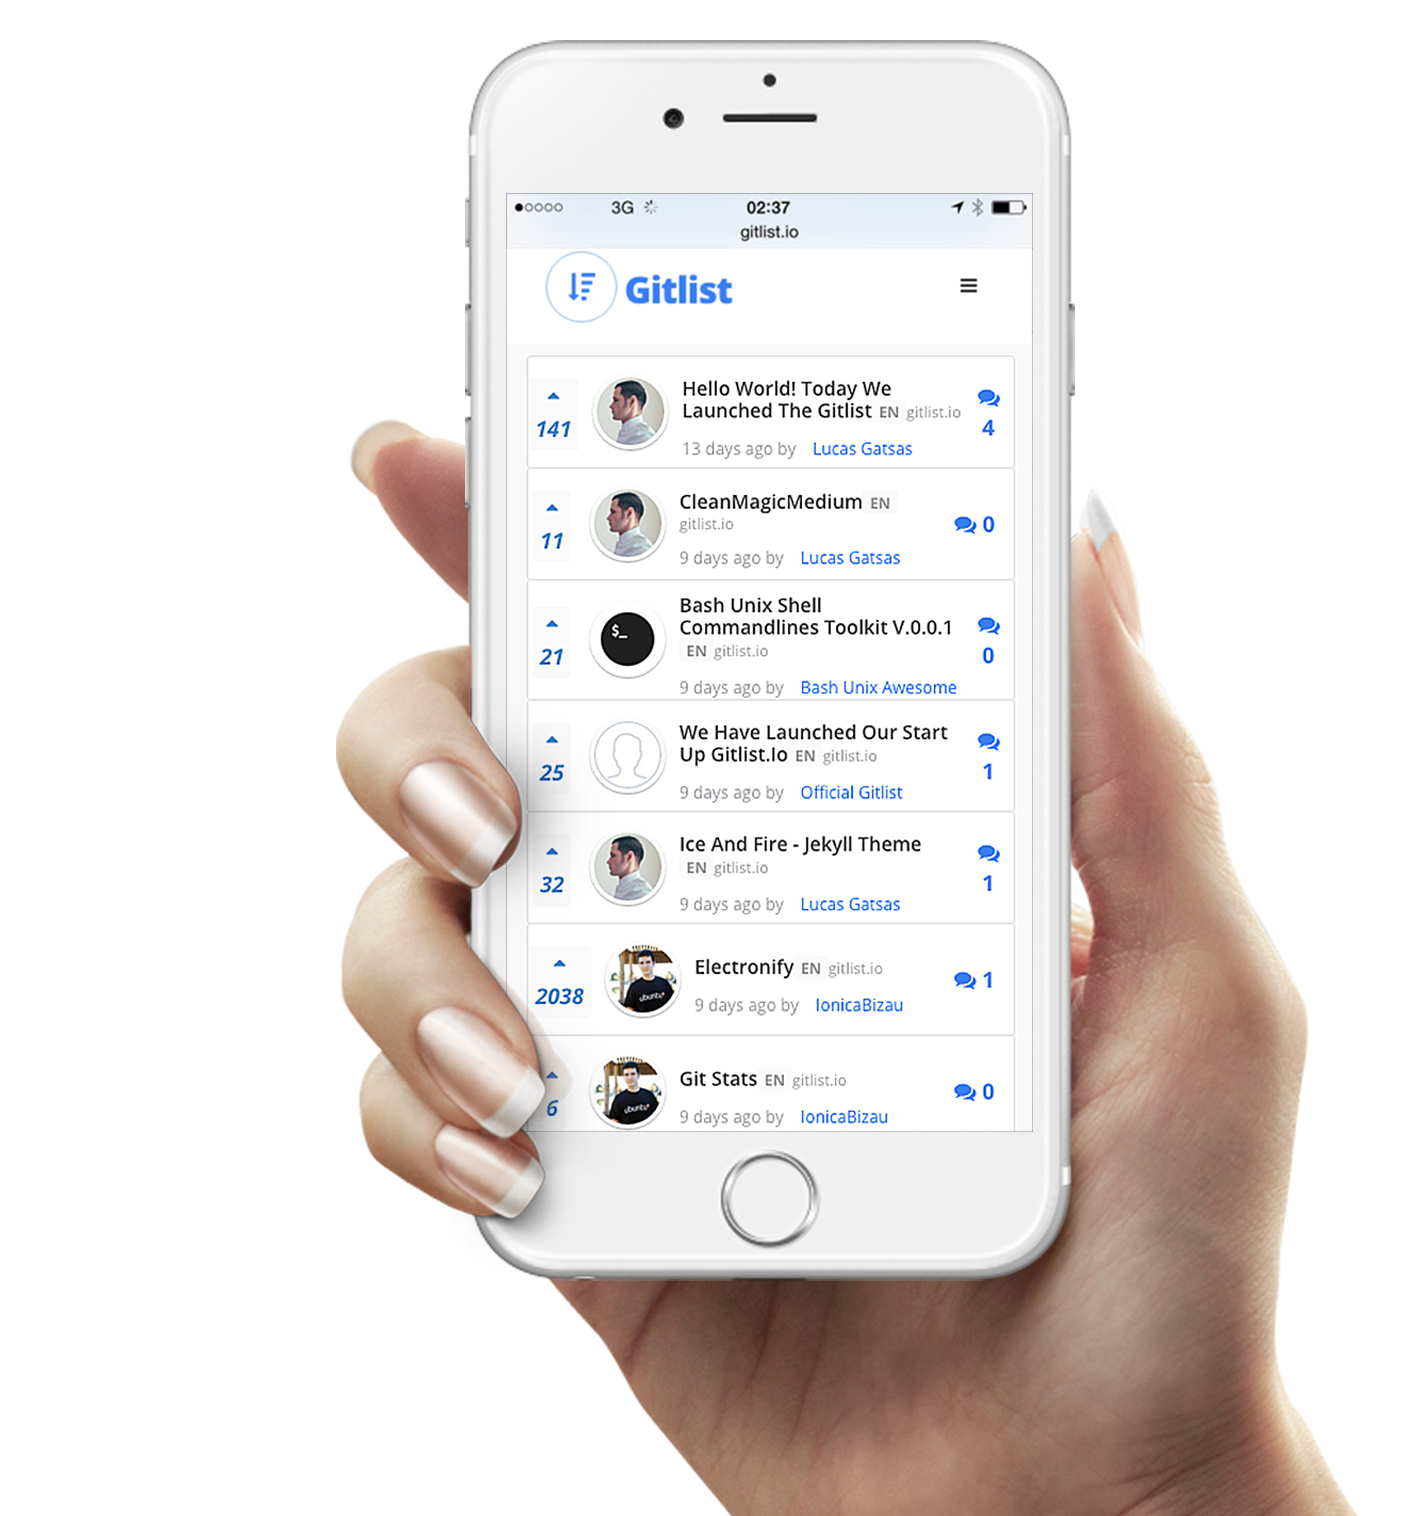 3G 02:37
gitlist.io
Gitlist
Hello World! Today We
Launched The Gitlist EN gitlist.io
141
4
13 days ago by Lucas Gatsas
CleanMagicMedium EN
gitlist.io
11
0
9 days ago by Lucas Gatsas
Bash Unix Shell
Commandlines Toolkit V.0.0.1
EN gitlist.io
$_
21
0
9 days ago by Bash Unix Awesome
We Have Launched Our Start
Up Gitlist.Io EN gitlist.io
25
1
9 days ago by Official Gitlist
Ice And Fire - Jekyll Theme
EN gitlist.io
32
1
9 days ago by Lucas Gatsas
Electronify EN gitlist.io
ubuntu
2038
1
9 days ago by IonicaBizau
Git Stats EN gitlist.io
ubuntu
6
0
9 days ago by IonicaBizau